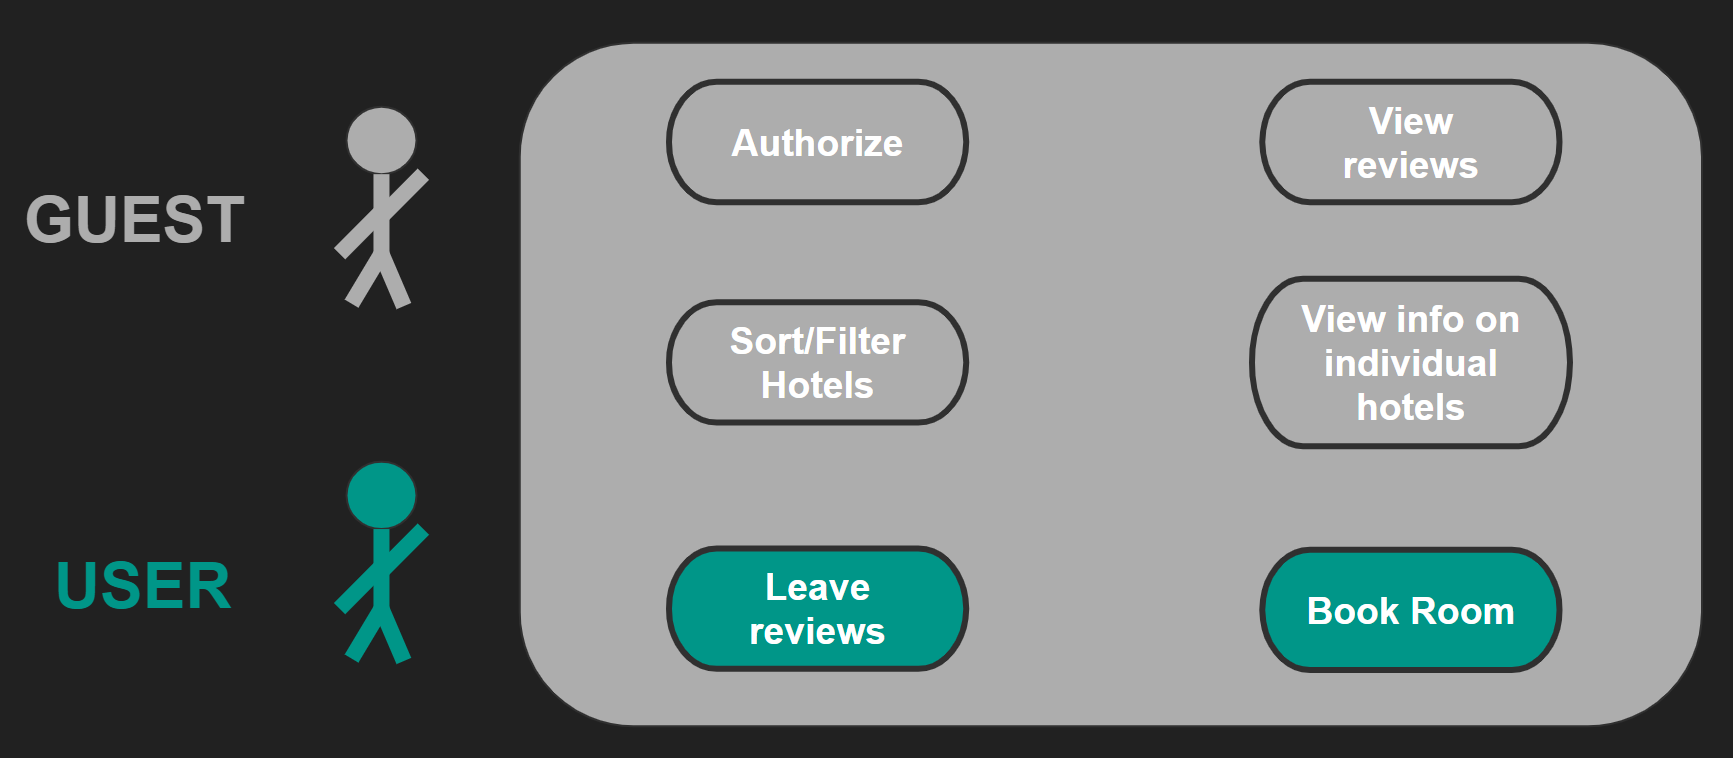 GUEST
USER
Authorize
View
reviews
Sort/Filter
Hotels
View info on
individual
hotels
Leave
reviews
Book Room